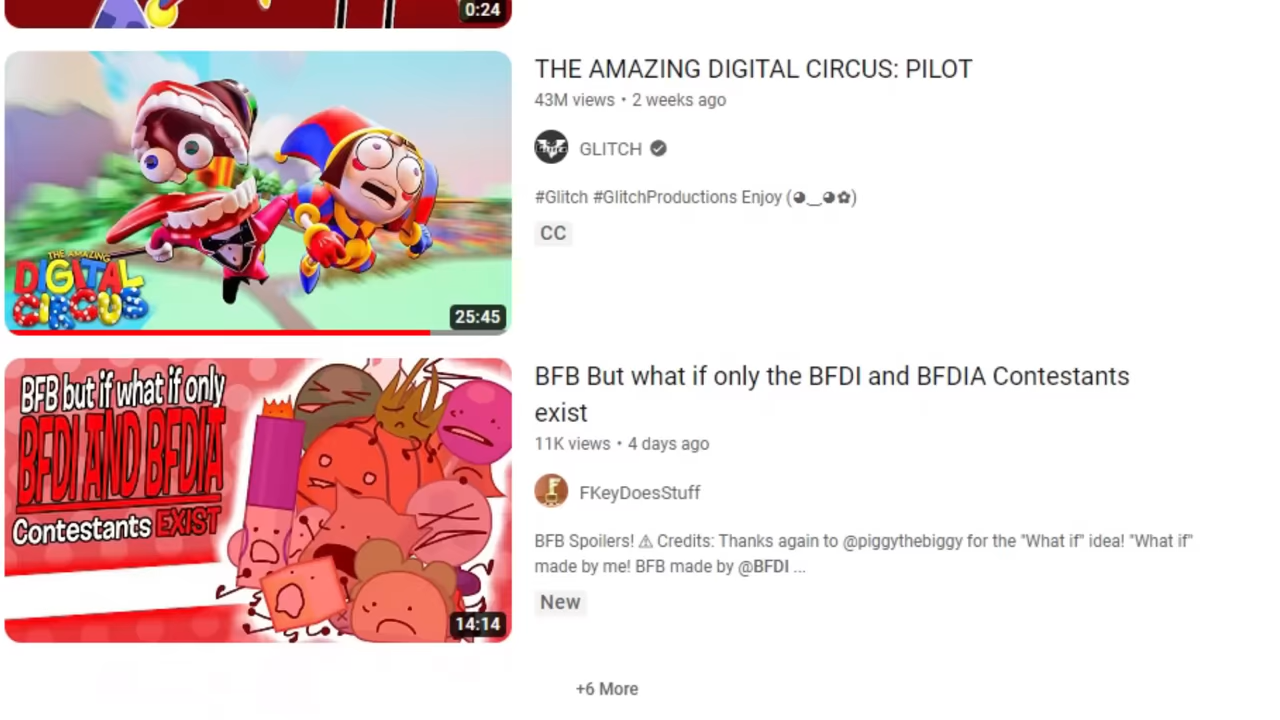 0:24
THE AMAZING DIGITAL CIRCUS: PILOT
43M views • 2 weeks ago
GLITCH
#Glitch #GlitchProductions Enjoy (◕‿◕✿)
CC
THE AMAZING
DIGITAL
CIRCUS
25:45
BFB but if what if only
BFDI AND BFDIA
Contestants EXIST
14:14
BFB But what if only the BFDI and BFDIA Contestants
exist
11K views • 4 days ago
FKeyDoesStuff
BFB Spoilers! ⚠ Credits: Thanks again to @piggythebiggy for the "What if" idea! "What if"
made by me! BFB made by @BFDI ...
New
+6 More